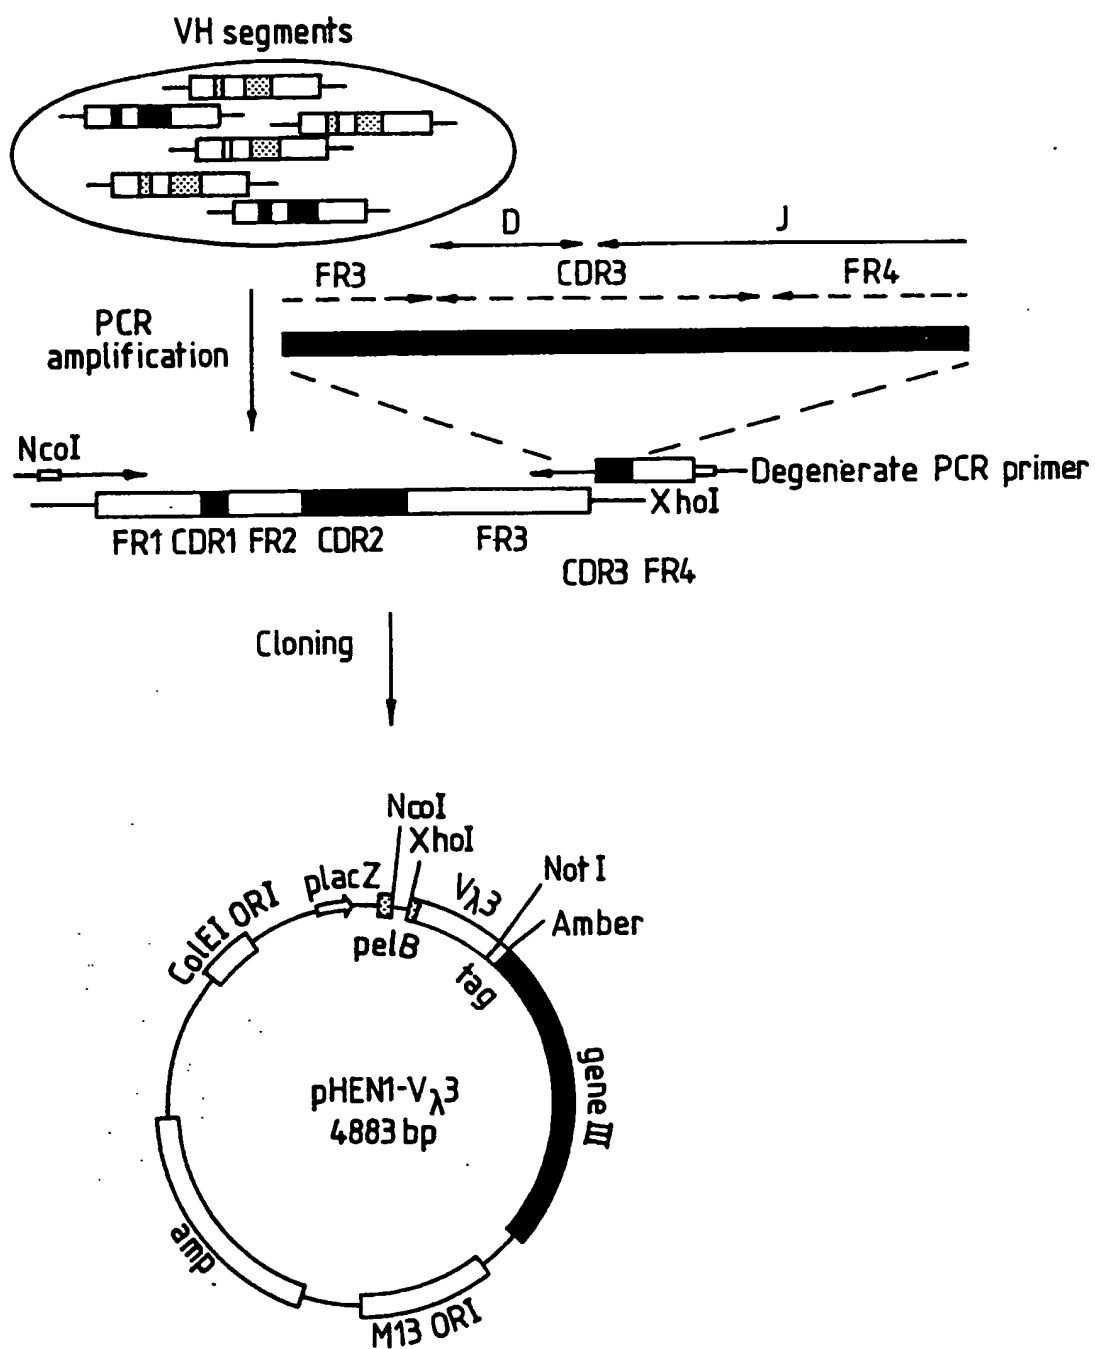 VH segments
D
J
FR3
CDR3
FR4
PCR
amplification
NcoI
Degenerate PCR primer
XhoI
FR1 CDR1 FR2 CDR2 FR3
CDR3 FR4
Cloning
NcoI
XhoI
Not I
placZ
Vλ3
Amber
ColEI ORI
pelB
tag
gene III
pHEN1-Vλ3
4883 bp
amp
M13 ORI